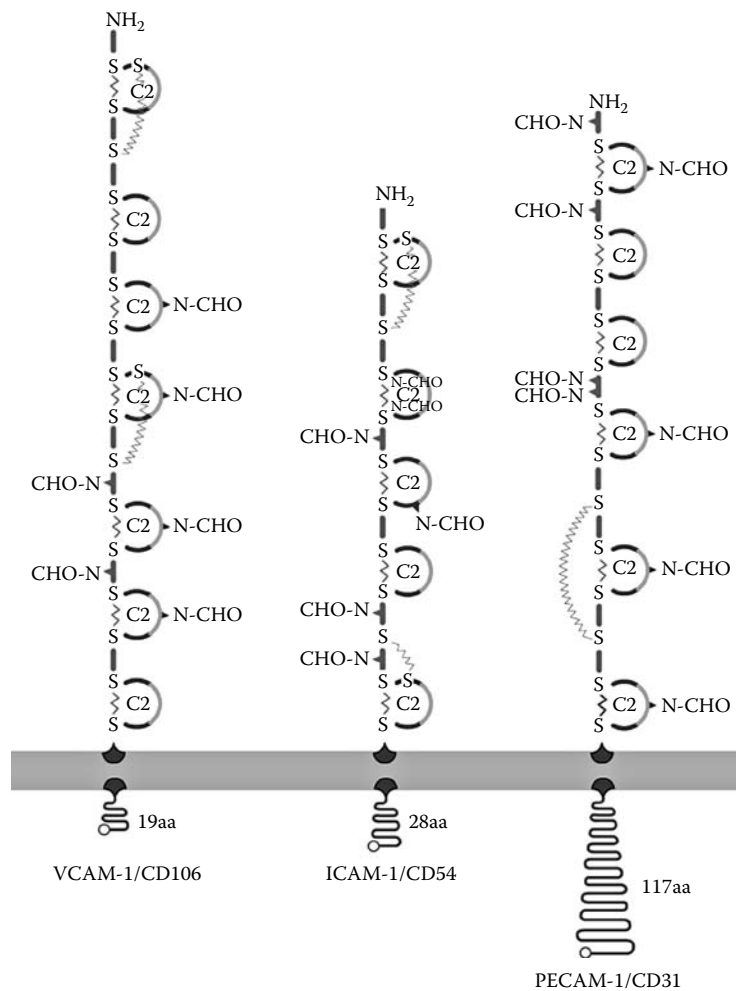 NH₂
S S
C2
S
S
S
C2
S
S
C2 N-CHO
S
S S
C2 N-CHO
S
S
CHO-N
S
C2 N-CHO
S
CHO-N
S
C2 N-CHO
S
S
C2
S
19aa
VCAM-1/CD106
NH₂
S S
C2
S
S
S
N-CHO
C2
N-CHO
S
CHO-N
S
C2
S
N-CHO
S
C2
S
CHO-N
S
CHO-N
S S
C2
S
28aa
ICAM-1/CD54
NH₂
CHO-N
S
C2 N-CHO
S
CHO-N
S
C2
S
S
C2
S
CHO-N
CHO-N
S
C2 N-CHO
S
S
S
C2 N-CHO
S
S
S
C2 N-CHO
S
117aa
PECAM-1/CD31